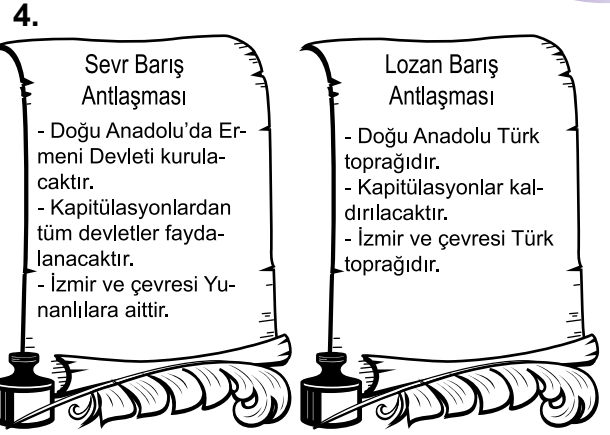 4.
Sevr Barış
Antlaşması
- Doğu Anadolu'da Er-
meni Devleti kurula-
caktır.
- Kapitülasyonlardan
tüm devletler fayda-
lanacaktır.
- İzmir ve çevresi Yu-
nanlılara aittir.
Lozan Barış
Antlaşması
- Doğu Anadolu Türk
toprağıdır.
- Kapitülasyonlar kal-
dırılacaktır.
- İzmir ve çevresi Türk
toprağıdır.